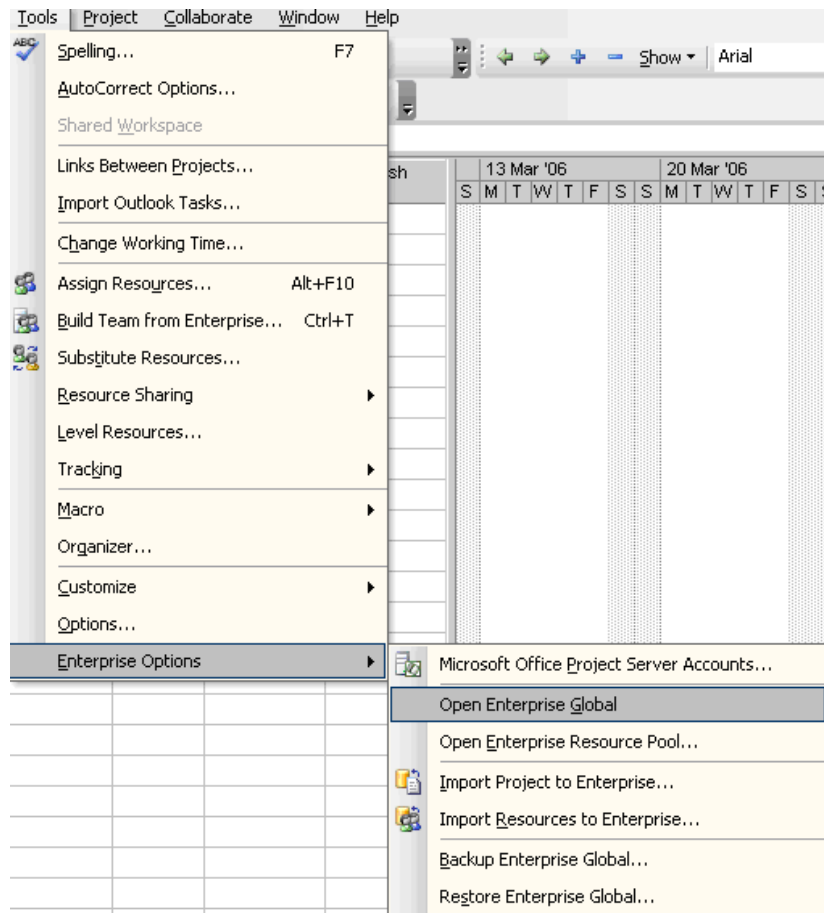 Tools Project Collaborate Window Help
ABC Spelling... F7
Show Arial
AutoCorrect Options...
Shared Workspace
Links Between Projects...
sh 13 Mar '06 20 Mar '06
S M T W T F S S M T W T F S
Import Outlook Tasks...
Change Working Time...
Assign Resources... Alt+F10
Build Team from Enterprise... Ctrl+T
Substitute Resources...
Resource Sharing
Level Resources...
Tracking
Macro
Organizer...
Customize
Options...
Enterprise Options
Microsoft Office Project Server Accounts...
Open Enterprise Global
Open Enterprise Resource Pool...
Import Project to Enterprise...
Import Resources to Enterprise...
Backup Enterprise Global...
Restore Enterprise Global...